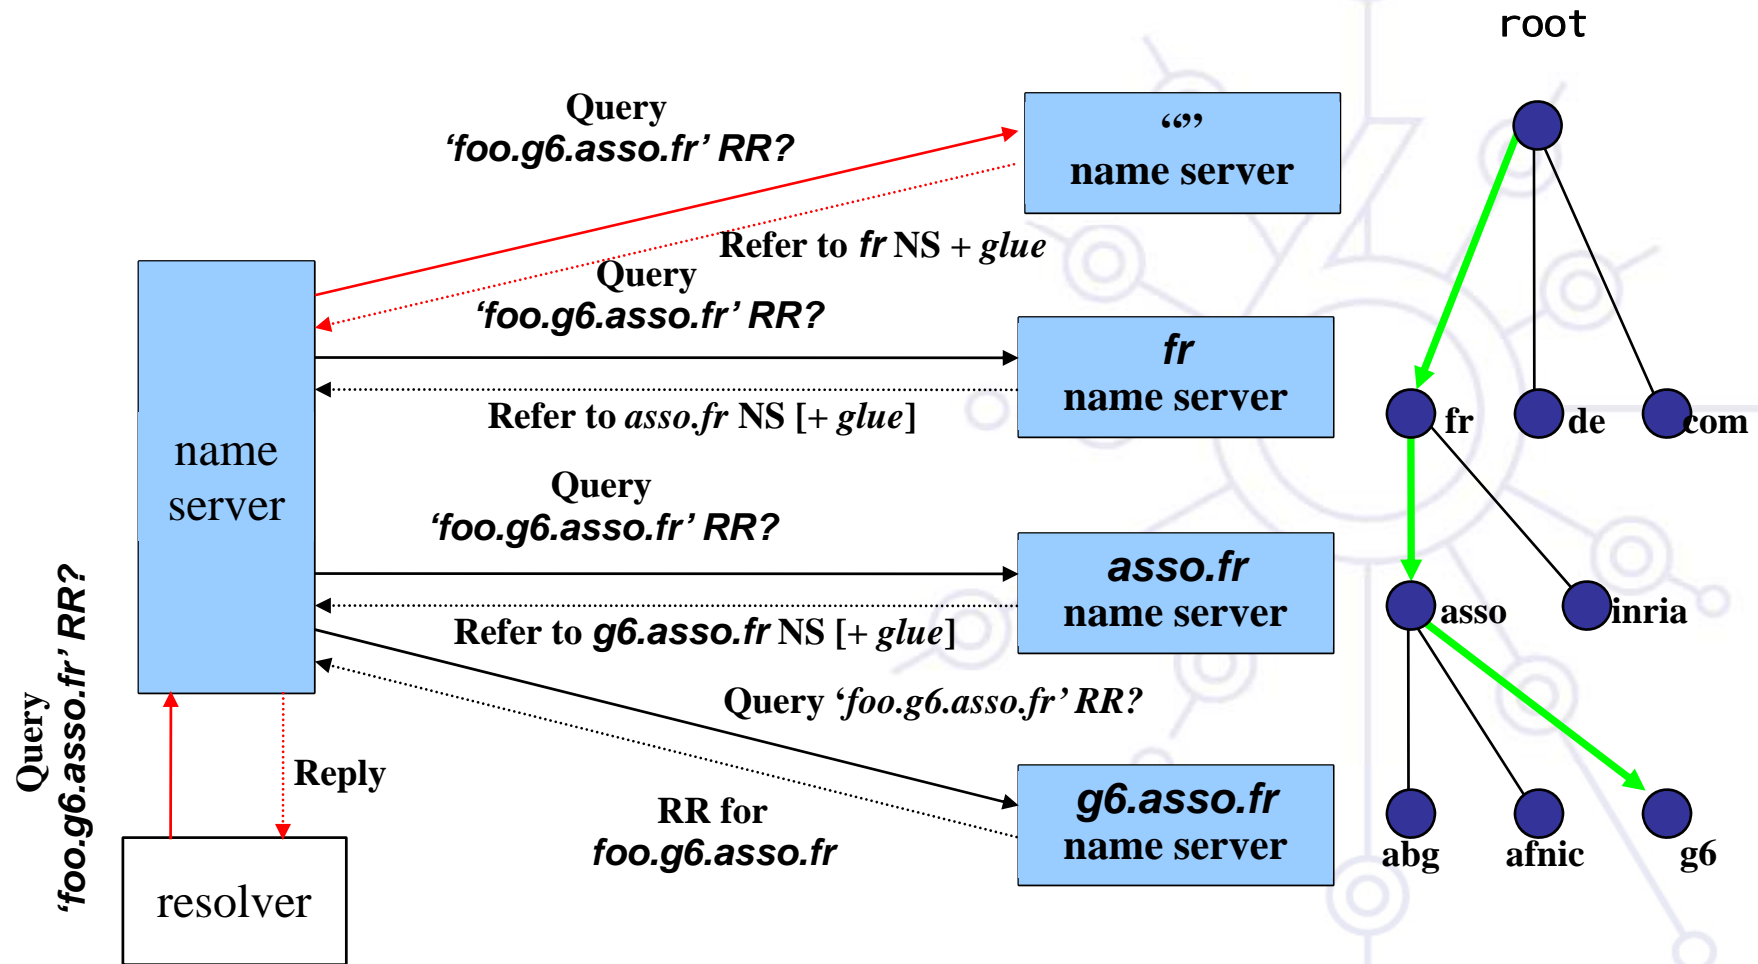 root
Query
‘foo.g6.asso.fr’ RR?
“”
name server
Refer to fr NS + glue
Query
‘foo.g6.asso.fr’ RR?
fr
name server
Refer to asso.fr NS [+ glue]
fr
de
com
name
server
Query
‘foo.g6.asso.fr’ RR?
asso.fr
name server
Refer to g6.asso.fr NS [+ glue]
asso
inria
Query ‘foo.g6.asso.fr’ RR?
Query
‘foo.g6.asso.fr’ RR?
Reply
RR for
foo.g6.asso.fr
g6.asso.fr
name server
abg
afnic
g6
resolver